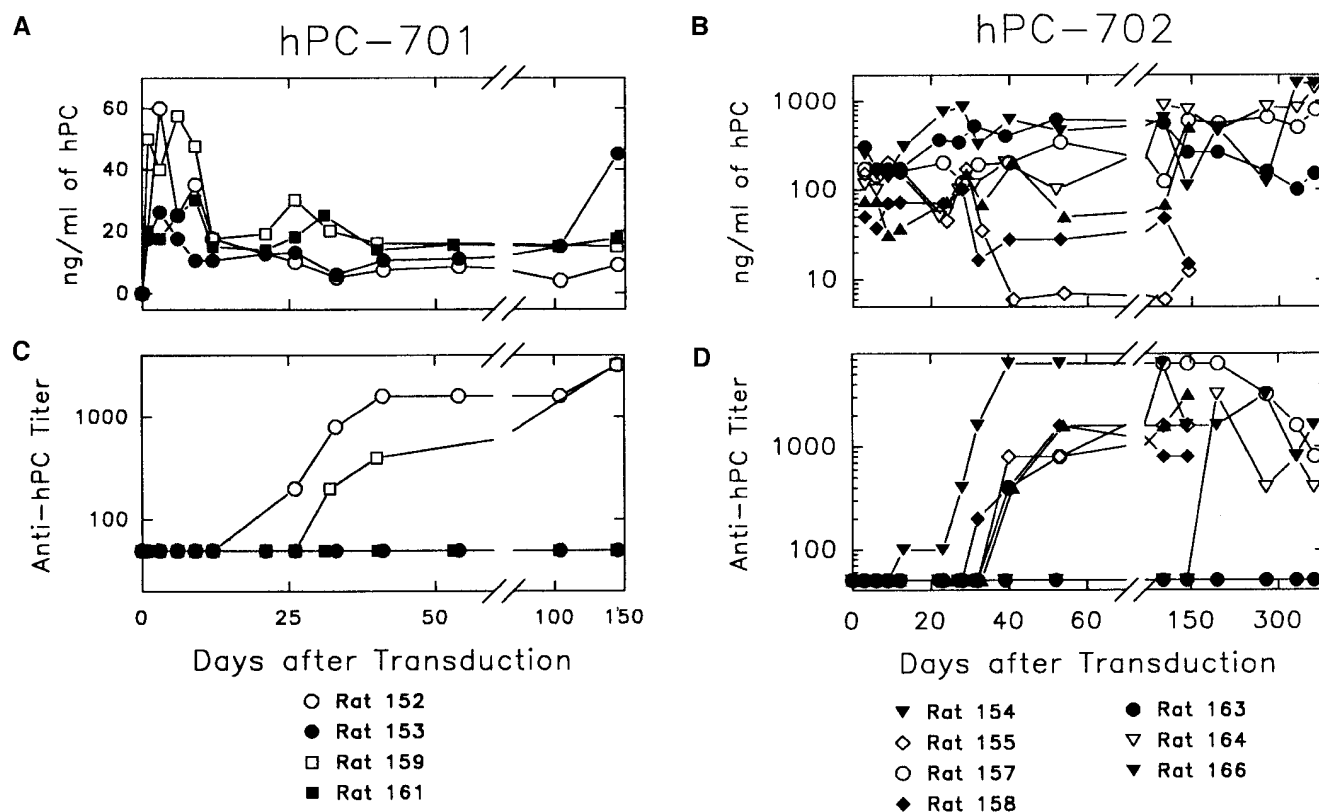 A
hPC-701
ng/ml of hPC
60
40
20
0
B
hPC-702
ng/ml of hPC
1000
100
10
C
Anti-hPC Titer
1000
100
0
25
50
100
150
Days after Transduction
Rat 152
Rat 153
Rat 159
Rat 161
D
Anti-hPC Titer
1000
100
0
20
40
60
150
300
Days after Transduction
Rat 154
Rat 155
Rat 157
Rat 158
Rat 163
Rat 164
Rat 166